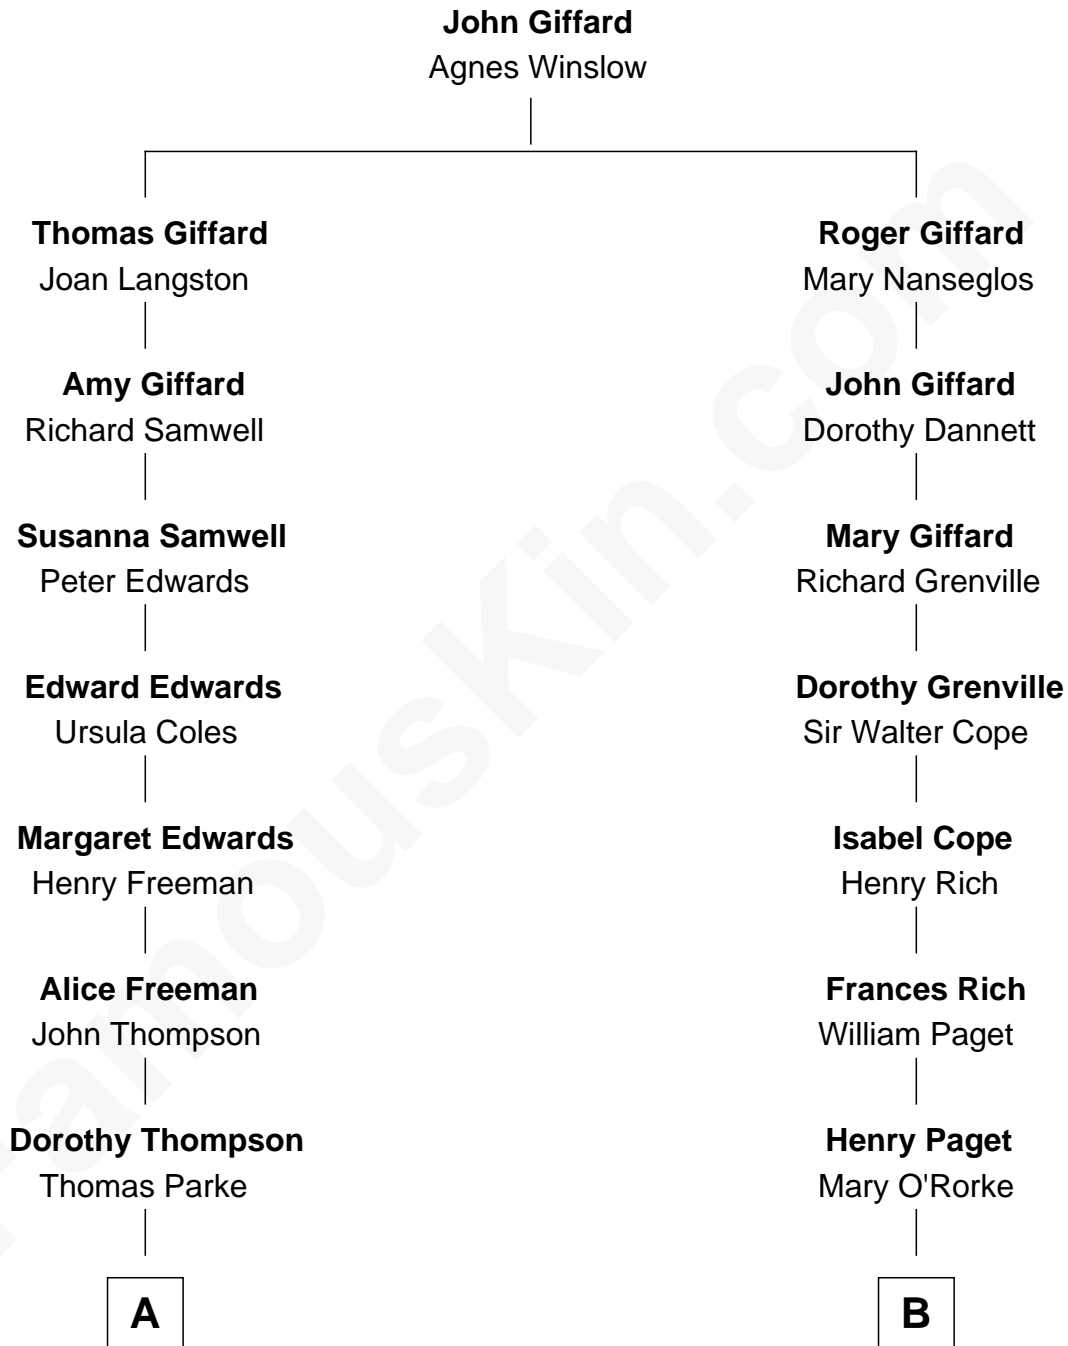 John Giffard
Agnes Winslow
Thomas Giffard
Joan Langston
Amy Giffard
Richard Samwell
Susanna Samwell
Peter Edwards
Edward Edwards
Ursula Coles
Margaret Edwards
Henry Freeman
Alice Freeman
John Thompson
Dorothy Thompson
Thomas Parke
A
Roger Giffard
Mary Nanseglos
John Giffard
Dorothy Dannett
Mary Giffard
Richard Grenville
Dorothy Grenville
Sir Walter Cope
Isabel Cope
Henry Rich
Frances Rich
William Paget
Henry Paget
Mary O'Rorke
B
FamousKin.com